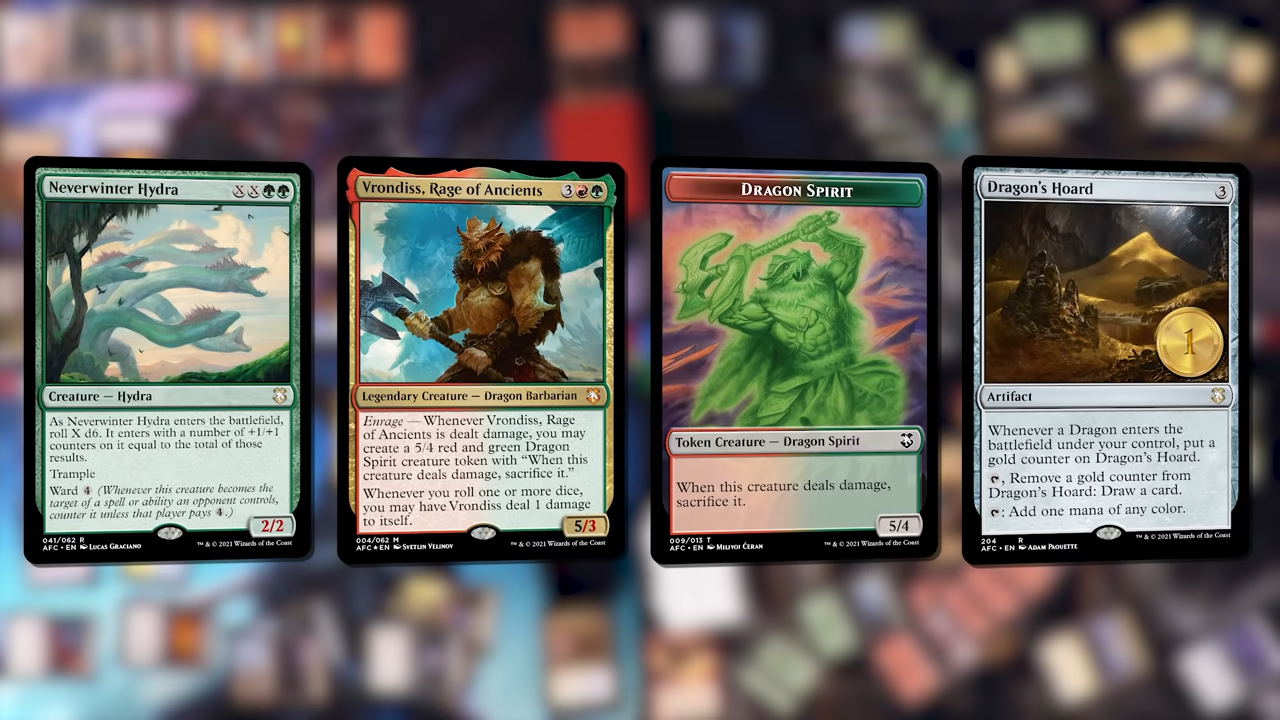 Neverwinter Hydra XXGG
Creature — Hydra
As Neverwinter Hydra enters the battlefield,
roll X d6. It enters with a number of +1/+1
counters on it equal to the total of those
results.
Trample
Ward 4 (Whenever this creature becomes the
target of a spell or ability an opponent controls,
counter it unless that player pays 4.)
2/2
041/062 R
AFC • EN Lucas Graciano
™ & © 2021 Wizards of the Coast
Vrondiss, Rage of Ancients 3
Legendary Creature — Dragon Barbarian
Enrage — Whenever Vrondiss, Rage
of Ancients is dealt damage, you may
create a 5/4 red and green Dragon
Spirit creature token with “When this
creature deals damage, sacrifice it.”
Whenever you roll one or more dice,
you may have Vrondiss deal 1 damage
to itself.
5/3
004/062 M
AFC ★ EN Svetlin Velinov
™ & © 2021 Wizards of the Coast
Dragon Spirit
Token Creature — Dragon Spirit
When this creature deals damage,
sacrifice it.
5/4
009/013 T
AFC • EN Milivoj Ćeran
™ & © 2021 Wizards of the Coast
Dragon's Hoard 3
1
Artifact
Whenever a Dragon enters the
battlefield under your control, put a
gold counter on Dragon's Hoard.
, Remove a gold counter from
Dragon's Hoard: Draw a card.
: Add one mana of any color.
204 R
AFC • EN Adam Paquette
™ & © 2021 Wizards of the Coast